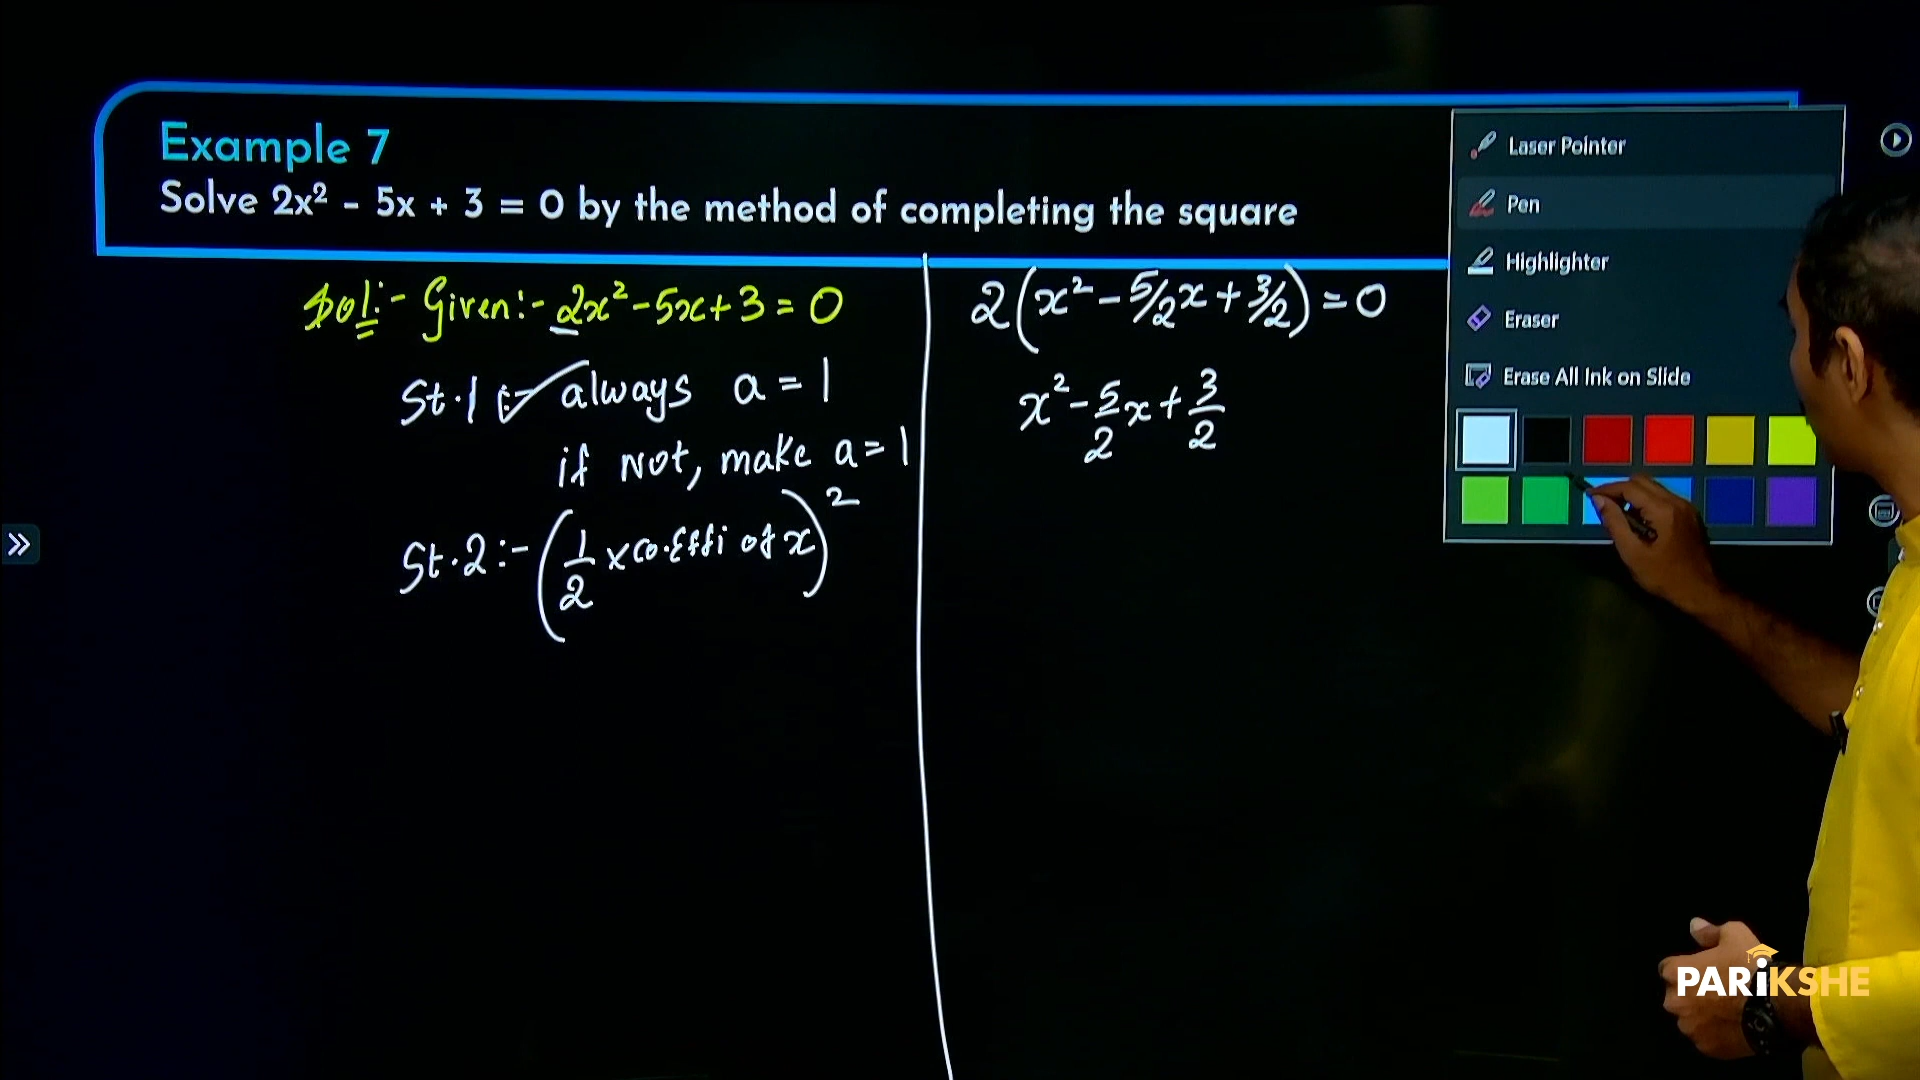 Example 7
Solve 2x² - 5x + 3 = 0 by the method of completing the square
Sol:- Given:- 2x² - 5x + 3 = 0
St.1 :- always a = 1
if Not, make a = 1
St.2 :- (1/2 x co.Effi of x)²
2(x² - 5/2x + 3/2) = 0
x² - 5/2 x + 3/2
Laser Pointer
Pen
Highlighter
Eraser
Erase All Ink on Slide
PARiKSHE